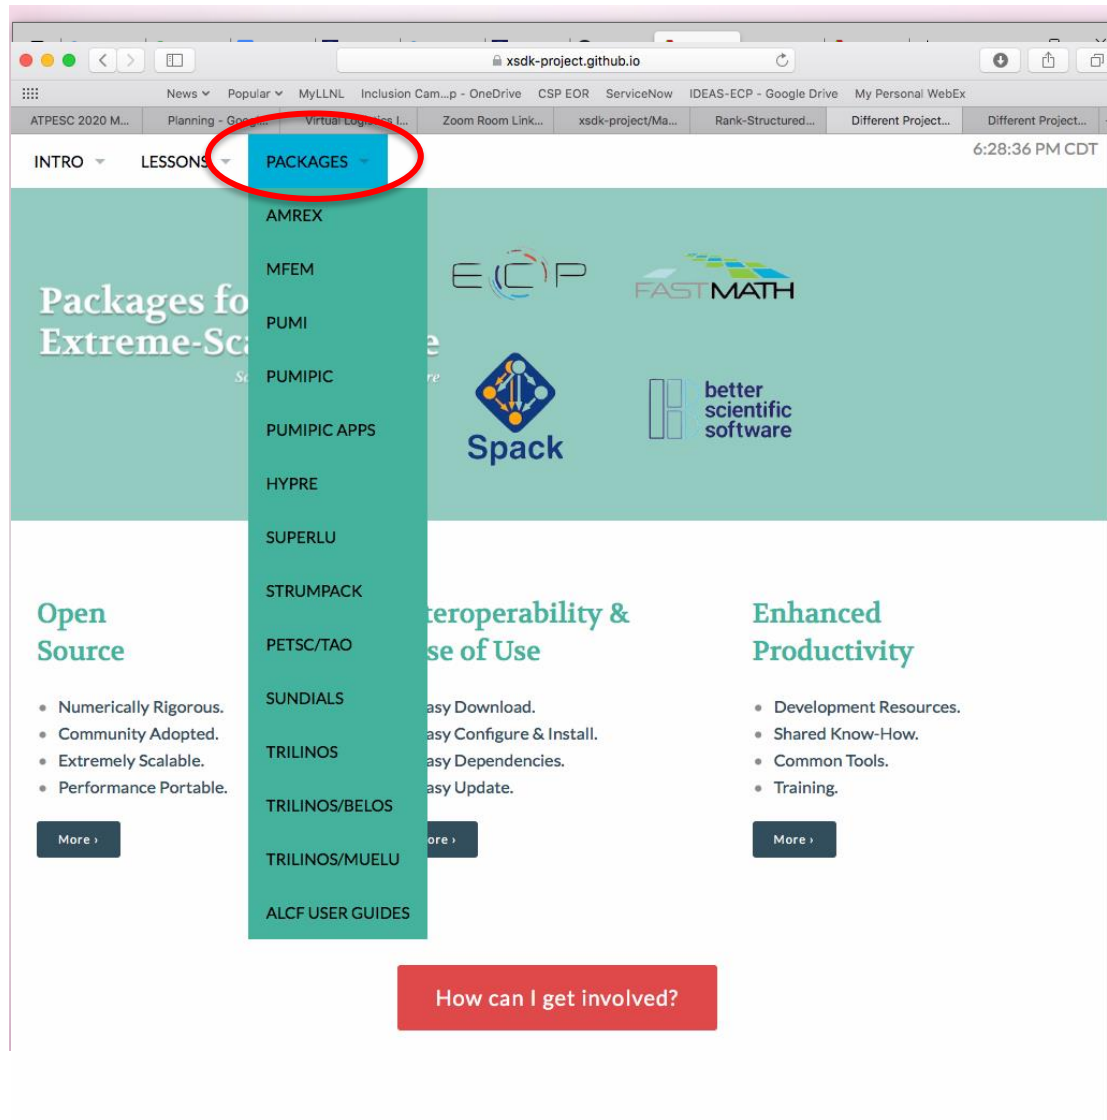 xsdk-project.github.io
News Popular MyLLNL Inclusion Cam...p - OneDrive CSP EOR ServiceNow IDEAS-ECP - Google Drive My Personal WebEx
ATPESC 2020 M... Planning - Goog... Virtual Logistics I... Zoom Room Link... xsdk-project/Ma... Rank-Structured... Different Project... Different Project...
INTRO LESSONS PACKAGES 6:28:36 PM CDT
AMREX
MFEM
PUMI
PUMIPIC
PUMIPIC APPS
HYPRE
SUPERLU
STRUMPACK
PETSC/TAO
SUNDIALS
TRILINOS
TRILINOS/BELOS
TRILINOS/MUELU
ALCF USER GUIDES
Packages fo
Extreme-Sc
ECP
FASTMATH
Spack
better
scientific
software
Open
Source
Numerically Rigorous.
Community Adopted.
Extremely Scalable.
Performance Portable.
More ›
teroperability &
se of Use
asy Download.
asy Configure & Install.
asy Dependencies.
asy Update.
ore ›
Enhanced
Productivity
Development Resources.
Shared Know-How.
Common Tools.
Training.
More ›
How can I get involved?